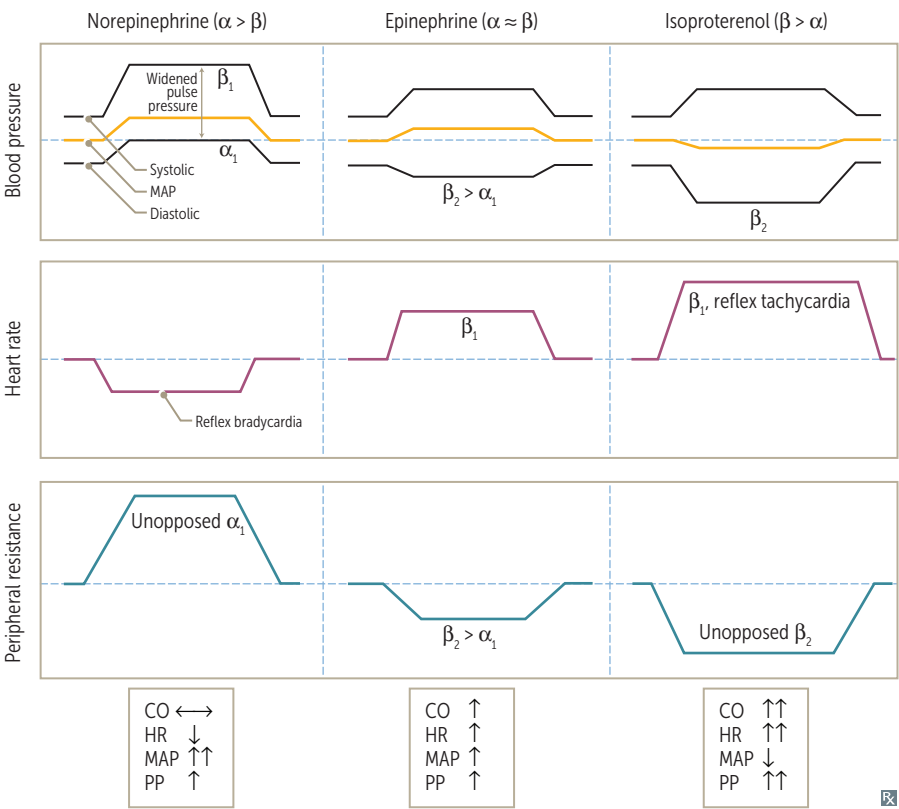 Norepinephrine (α > β)
Epinephrine (α ≈ β)
Isoproterenol (β > α)
Blood pressure
Widened
pulse
pressure
β₁
α₁
Systolic
MAP
Diastolic
β₂ > α₁
β₂
Heart rate
Reflex bradycardia
β₁
β₁, reflex tachycardia
Peripheral resistance
Unopposed α₁
β₂ > α₁
Unopposed β₂
CO ⟷
HR ↓
MAP ↑↑
PP ↑
CO ↑
HR ↑
MAP ↑
PP ↑
CO ↑↑
HR ↑↑
MAP ↓
PP ↑↑
Rx